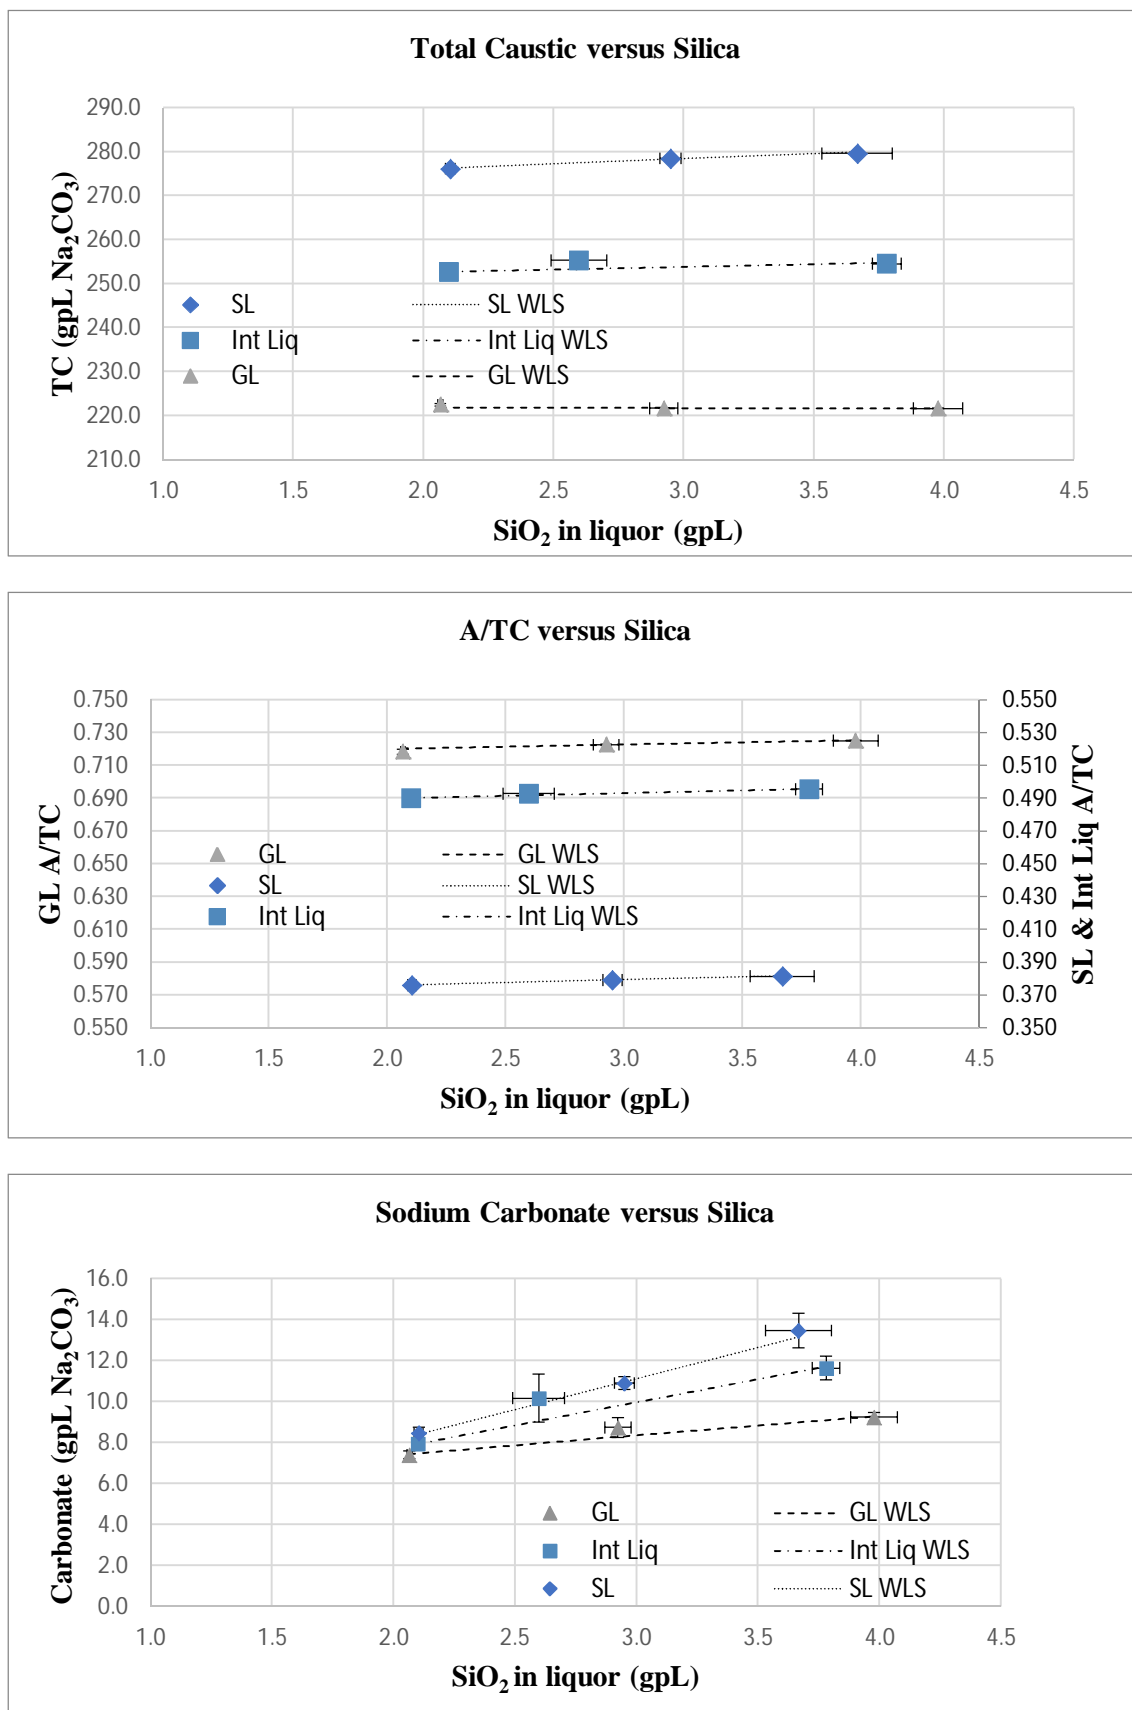 Total Caustic versus Silica
290.0
280.0
270.0
260.0
250.0
240.0
230.0
220.0
210.0
TC (gpL Na₂CO₃)
SL SL WLS
Int Liq Int Liq WLS
GL GL WLS
1.0 1.5 2.0 2.5 3.0 3.5 4.0 4.5
SiO₂ in liquor (gpL)
A/TC versus Silica
0.750 0.550
0.730 0.530
0.710 0.510
0.690 0.490
0.670 0.470
0.650 0.450
0.630 0.430
0.610 0.410
0.590 0.390
0.570 0.370
0.550 0.350
GL A/TC
SL & Int Liq A/TC
GL GL WLS
SL SL WLS
Int Liq Int Liq WLS
1.0 1.5 2.0 2.5 3.0 3.5 4.0 4.5
SiO₂ in liquor (gpL)
Sodium Carbonate versus Silica
16.0
14.0
12.0
10.0
8.0
6.0
4.0
2.0
0.0
Carbonate (gpL Na₂CO₃)
GL GL WLS
Int Liq Int Liq WLS
SL SL WLS
1.0 1.5 2.0 2.5 3.0 3.5 4.0 4.5
SiO₂ in liquor (gpL)